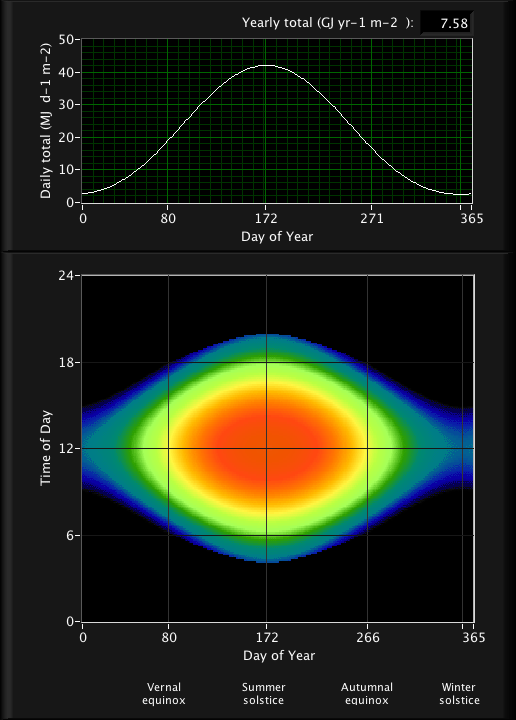 Yearly total (GJ yr-1 m-2 ): 7.58
Daily total (MJ d-1 m-2)
50
40
30
20
10
0
0 80 172 271 365
Day of Year
Time of Day
24
18
12
6
0
0 80 172 266 365
Day of Year
Vernal Summer Autumnal Winter
equinox solstice equinox solstice